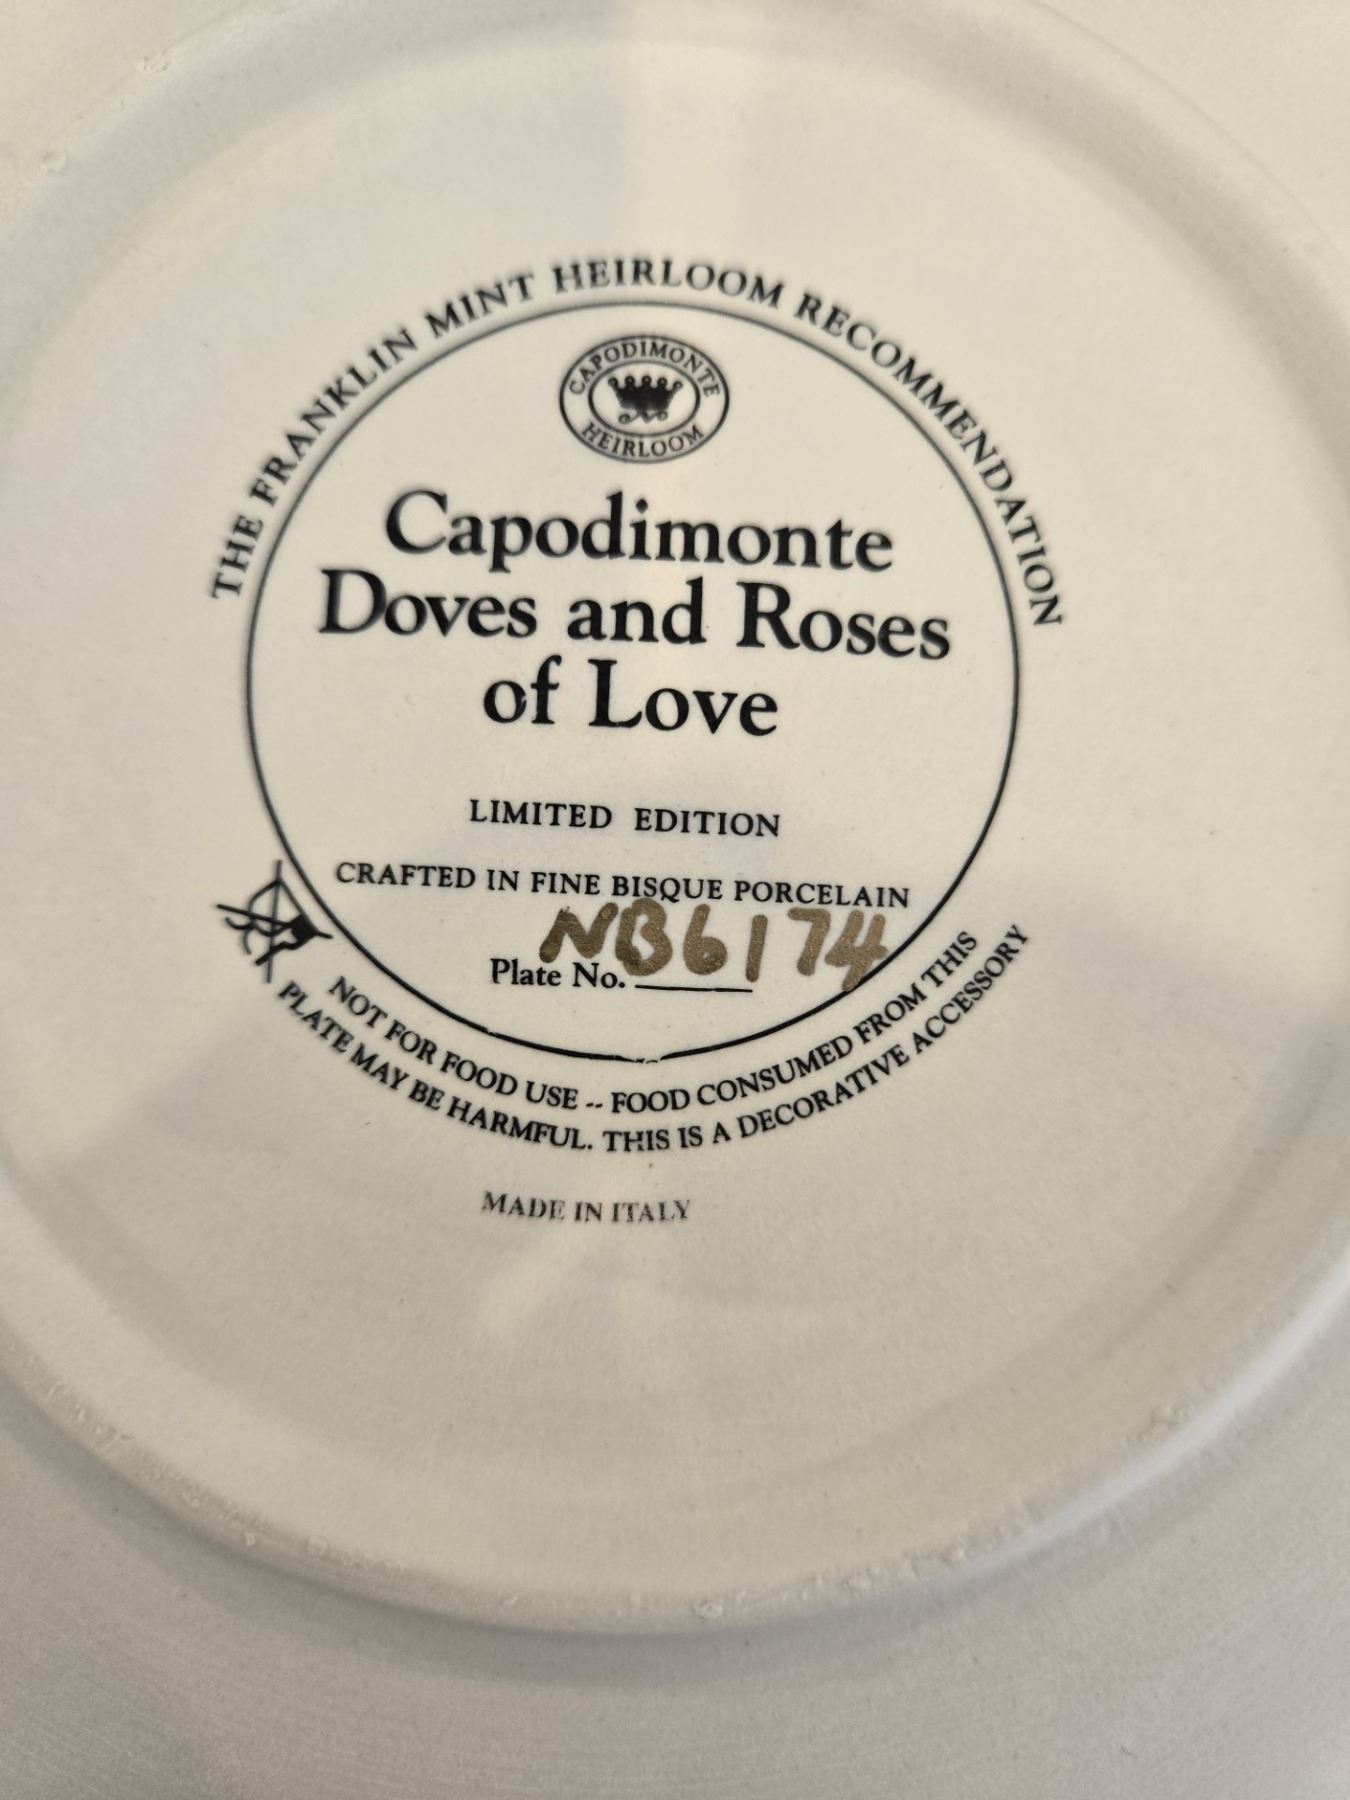 THE FRANKLIN MINT HEIRLOOM RECOMMENDATION
CAPODIMONTE
HEIRLOOM
Capodimonte
Doves and Roses
of Love
LIMITED EDITION
CRAFTED IN FINE BISQUE PORCELAIN
Plate No. NB6174
NOT FOR FOOD USE -- FOOD CONSUMED FROM THIS
PLATE MAY BE HARMFUL. THIS IS A DECORATIVE ACCESSORY
MADE IN ITALY